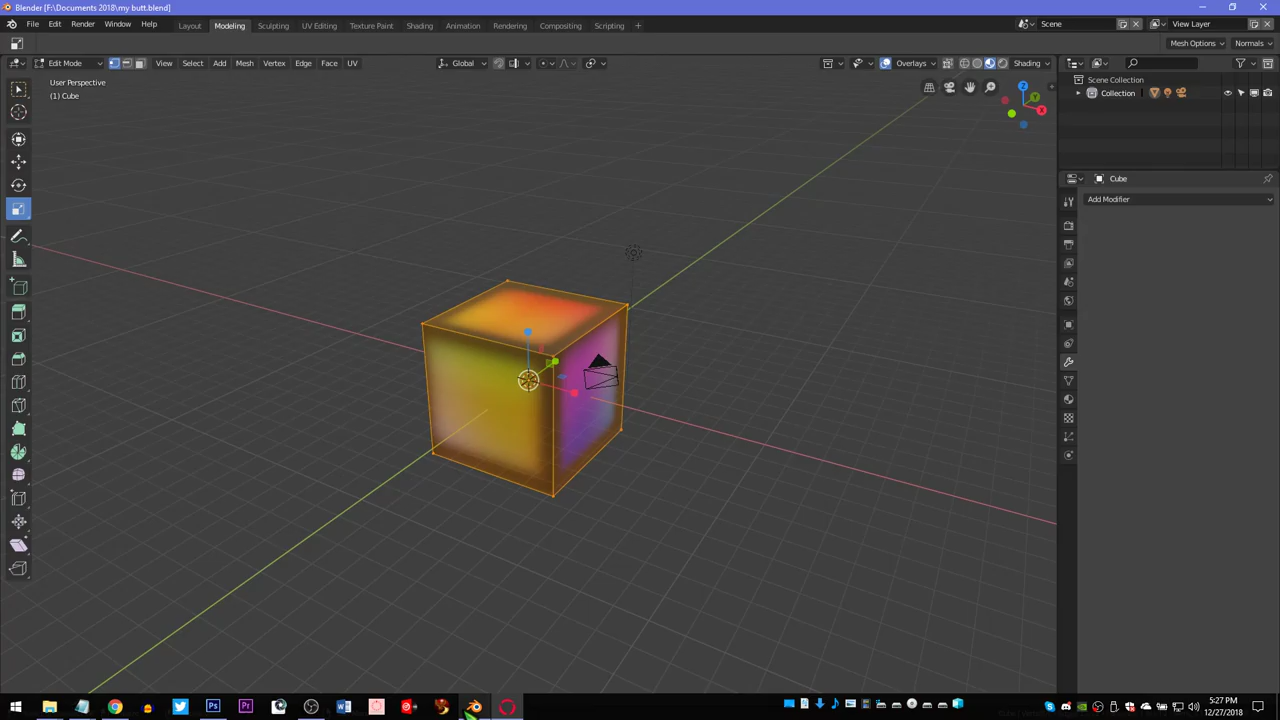 Blender [F:\Documents 2018\my butt.blend]
File Edit Render Window Help Layout Modeling Sculpting UV Editing Texture Paint Shading Animation Rendering Compositing Scripting + Scene View Layer
Mesh Options Normals
Edit Mode View Select Add Mesh Vertex Edge Face UV Global Overlays Shading
User Perspective
(1) Cube
Scene Collection
Collection
Z
Y
X
Cube
Add Modifier
5:27 PM
12/27/2018